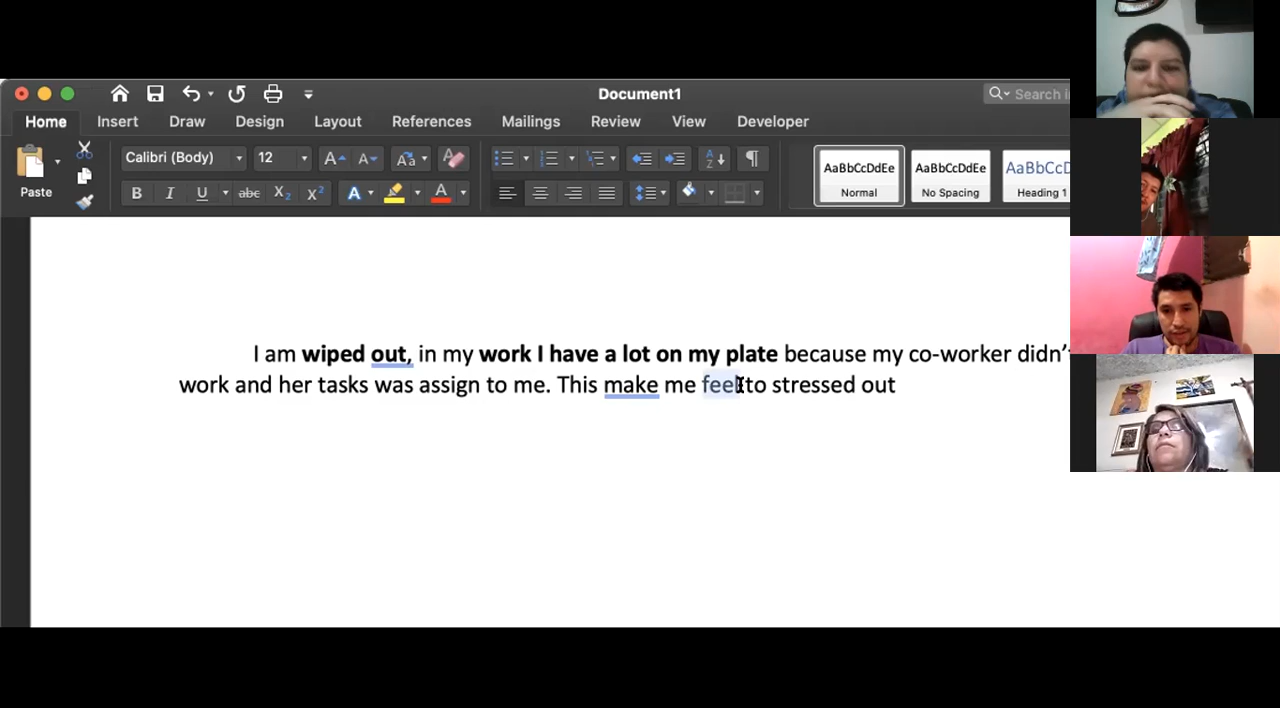 Document1
Search i
Home Insert Draw Design Layout References Mailings Review View Developer
Paste
Calibri (Body) 12
AaBbCcDdEe AaBbCcDdEe AaBbCcD
Normal No Spacing Heading 1
I am wiped out, in my work I have a lot on my plate because my co-worker didn'
work and her tasks was assign to me. This make me feel to stressed out